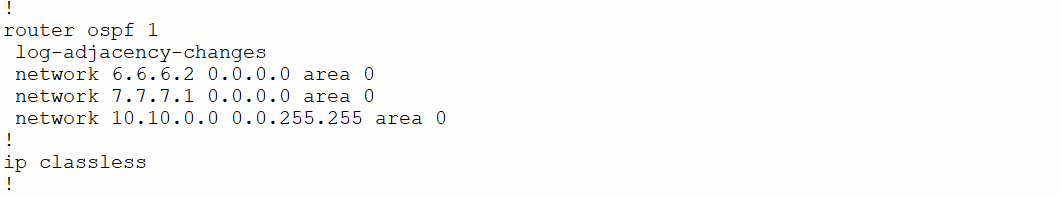 !
router ospf 1
 log-adjacency-changes
 network 6.6.6.2 0.0.0.0 area 0
 network 7.7.7.1 0.0.0.0 area 0
 network 10.10.0.0 0.0.255.255 area 0
!
ip classless
!